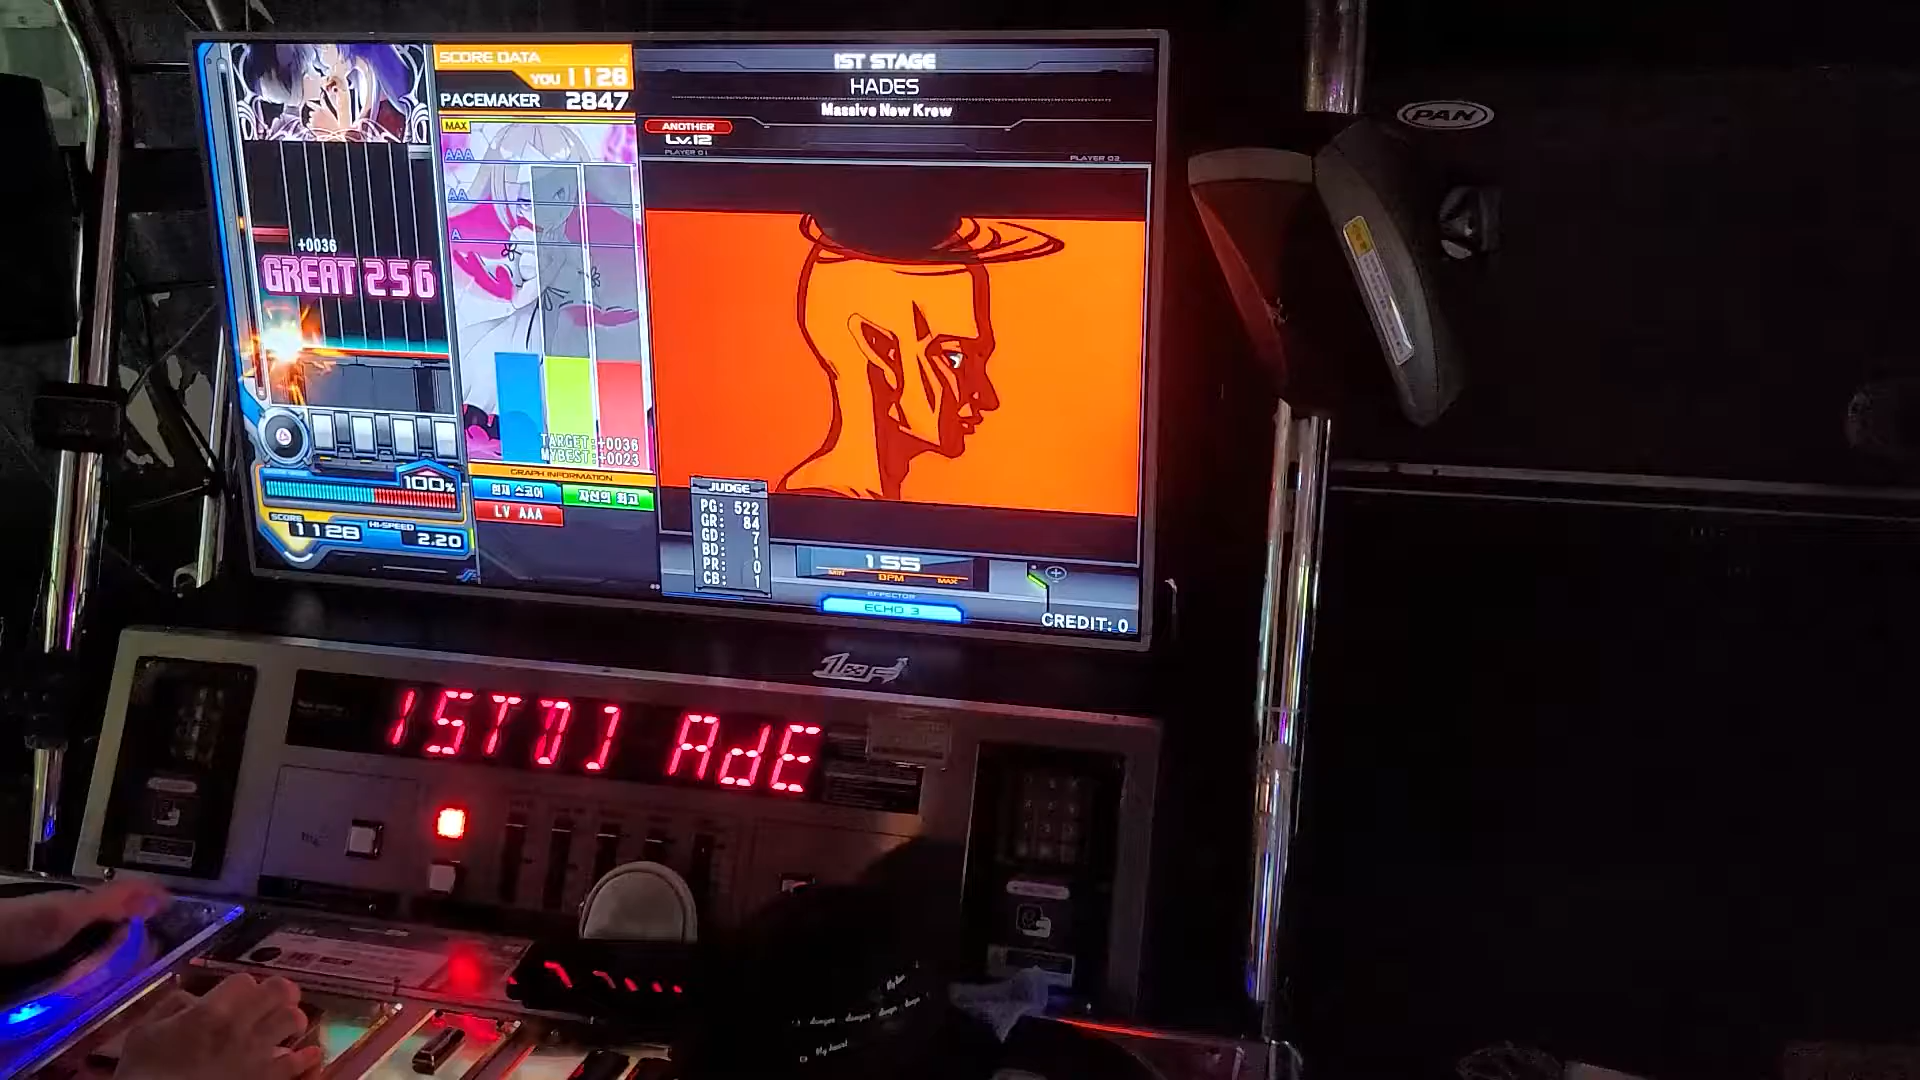 SCORE DATA
YOU 1128
PACEMAKER 2847
MAX
AAA
AA
A
+0036
GREAT 256
TARGET:+0036
MYBEST:+0023
GRAPH INFORMATION
현재 스코어
자신의 최고
LV AAA
100%
SCORE
1128
HI-SPEED
2.20
1ST STAGE
HADES
Massive New Krew
ANOTHER
Lv.12
PLAYER 01
PLAYER 02
JUDGE
PG: 522
GR: 84
GD: 7
BD: 1
PR: 0
CB: 1
155
MIN BPM MAX
EFFECTOR
ECHO 3
CREDIT: 0
PAN